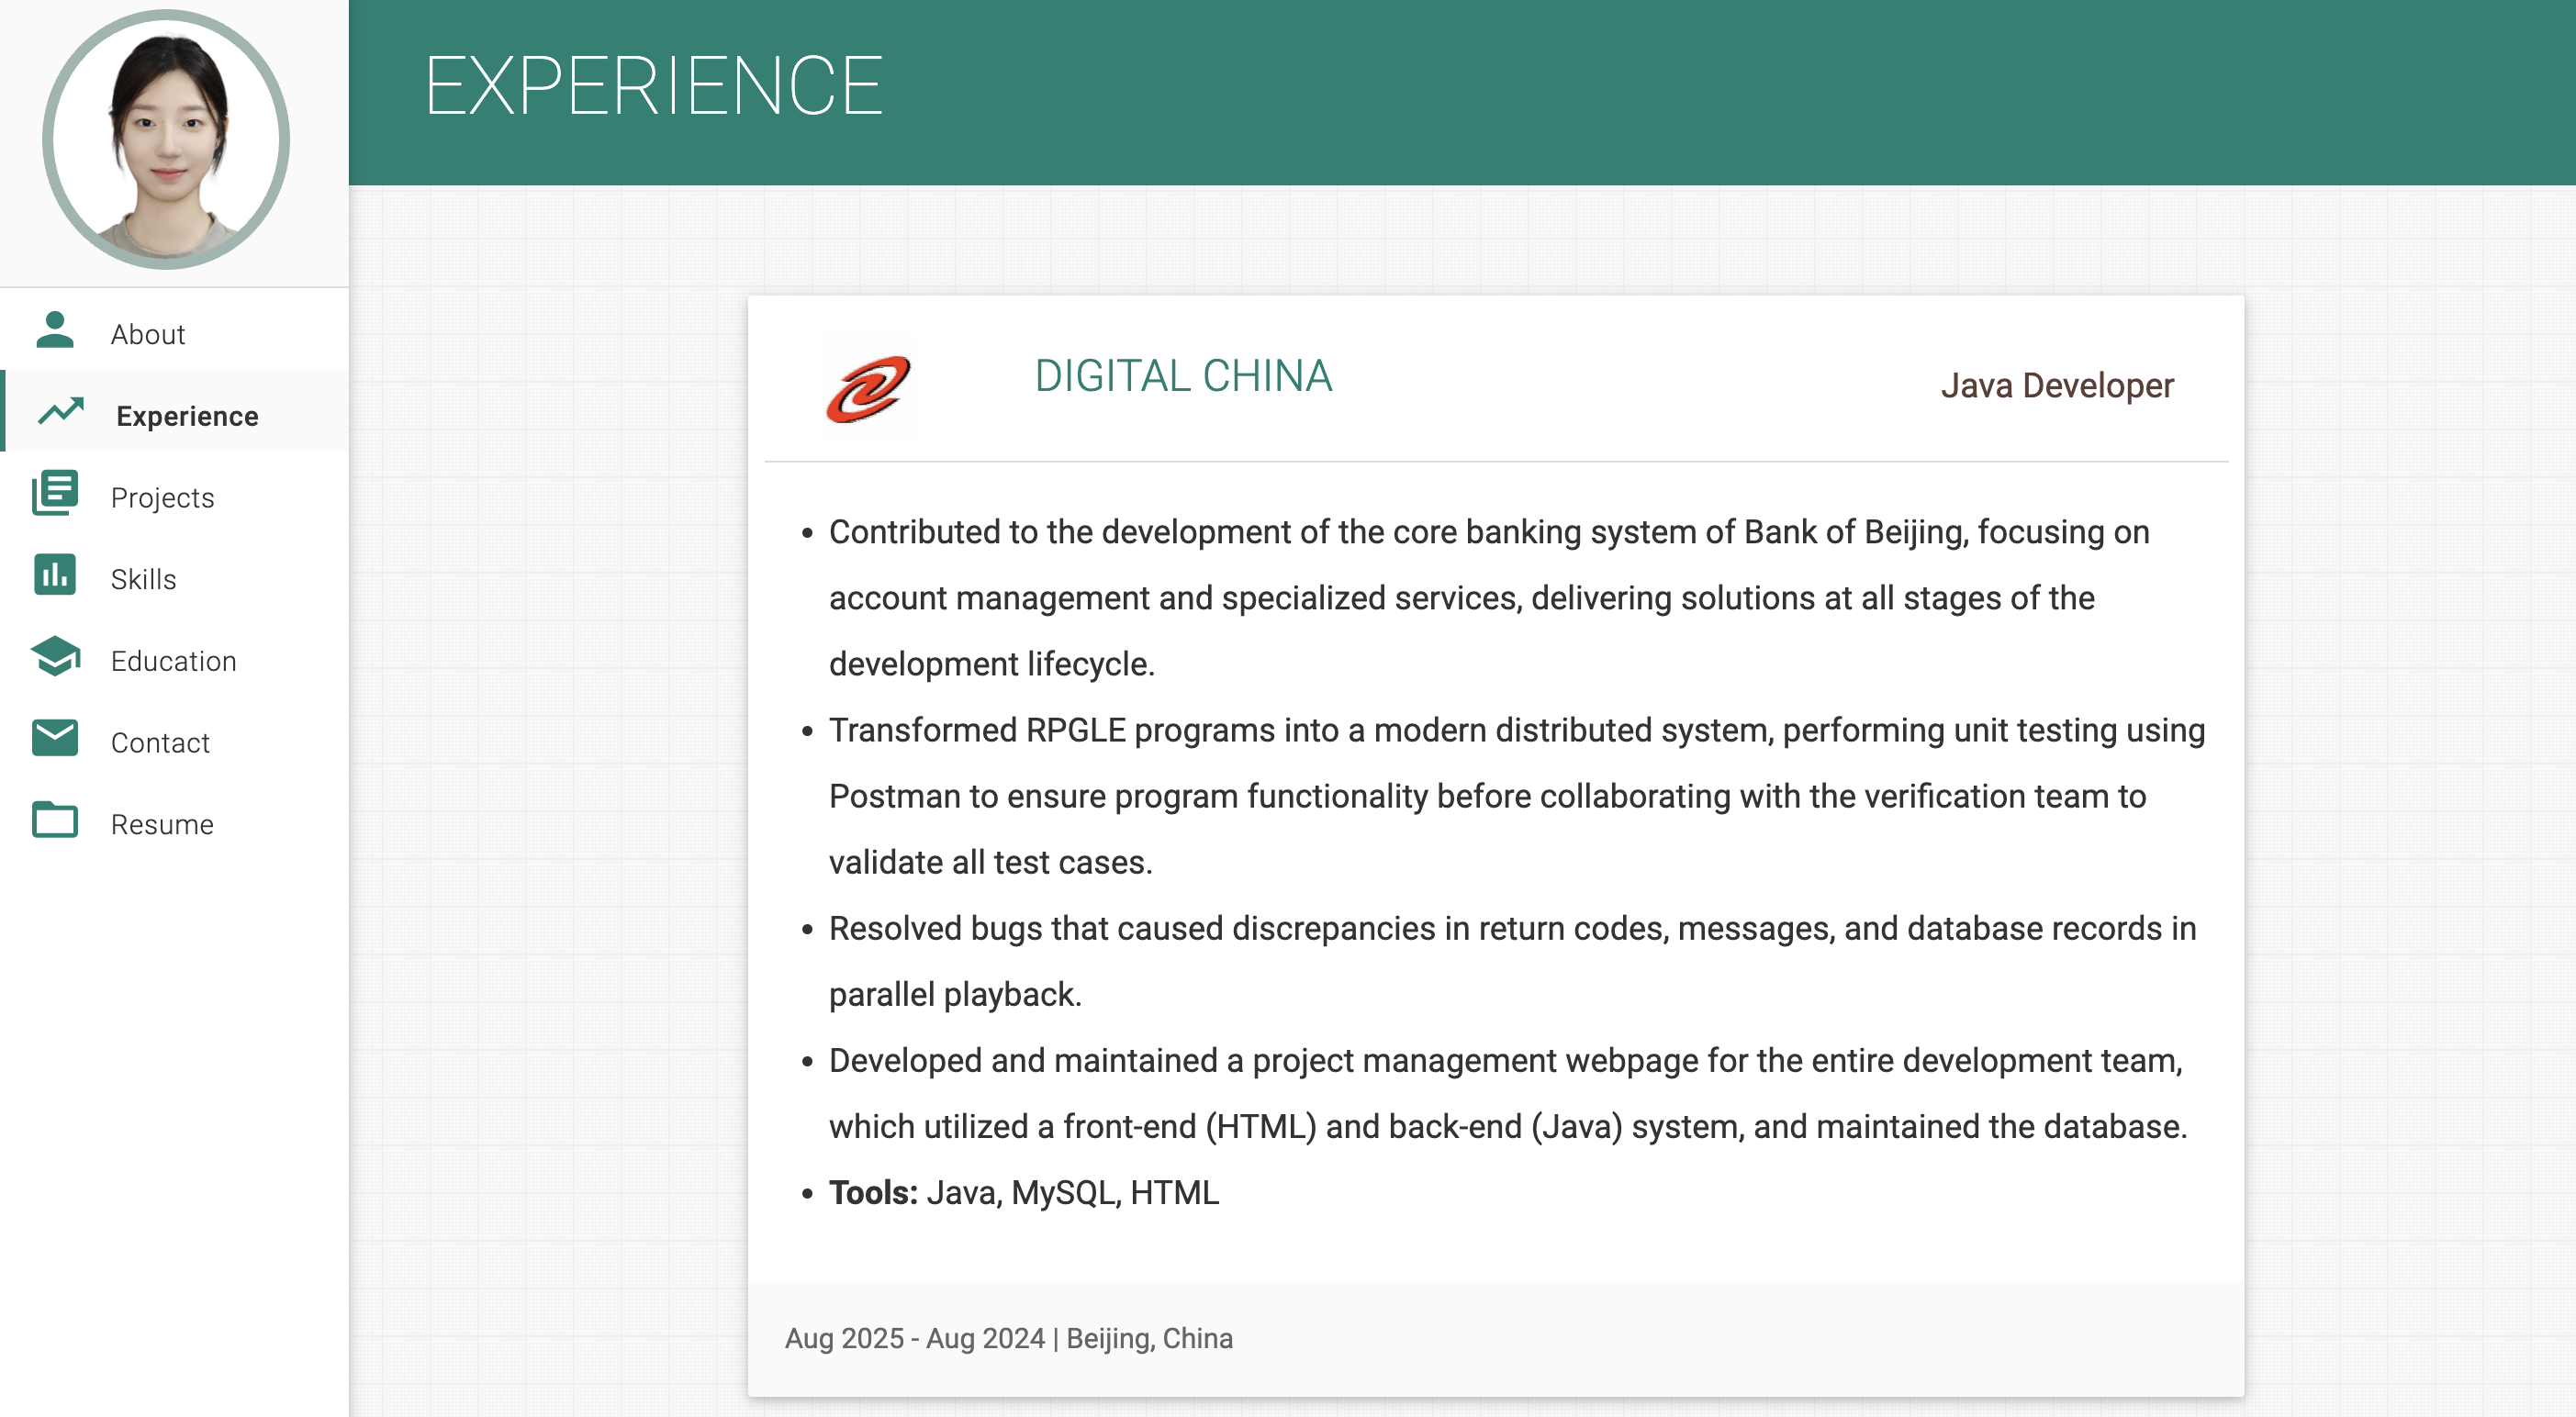 EXPERIENCE
About
Experience
Projects
Skills
Education
Contact
Resume
DIGITAL CHINA
Java Developer
• Contributed to the development of the core banking system of Bank of Beijing, focusing on
account management and specialized services, delivering solutions at all stages of the
development lifecycle.
• Transformed RPGLE programs into a modern distributed system, performing unit testing using
Postman to ensure program functionality before collaborating with the verification team to
validate all test cases.
• Resolved bugs that caused discrepancies in return codes, messages, and database records in
parallel playback.
• Developed and maintained a project management webpage for the entire development team,
which utilized a front-end (HTML) and back-end (Java) system, and maintained the database.
• Tools: Java, MySQL, HTML
Aug 2025 - Aug 2024 | Beijing, China